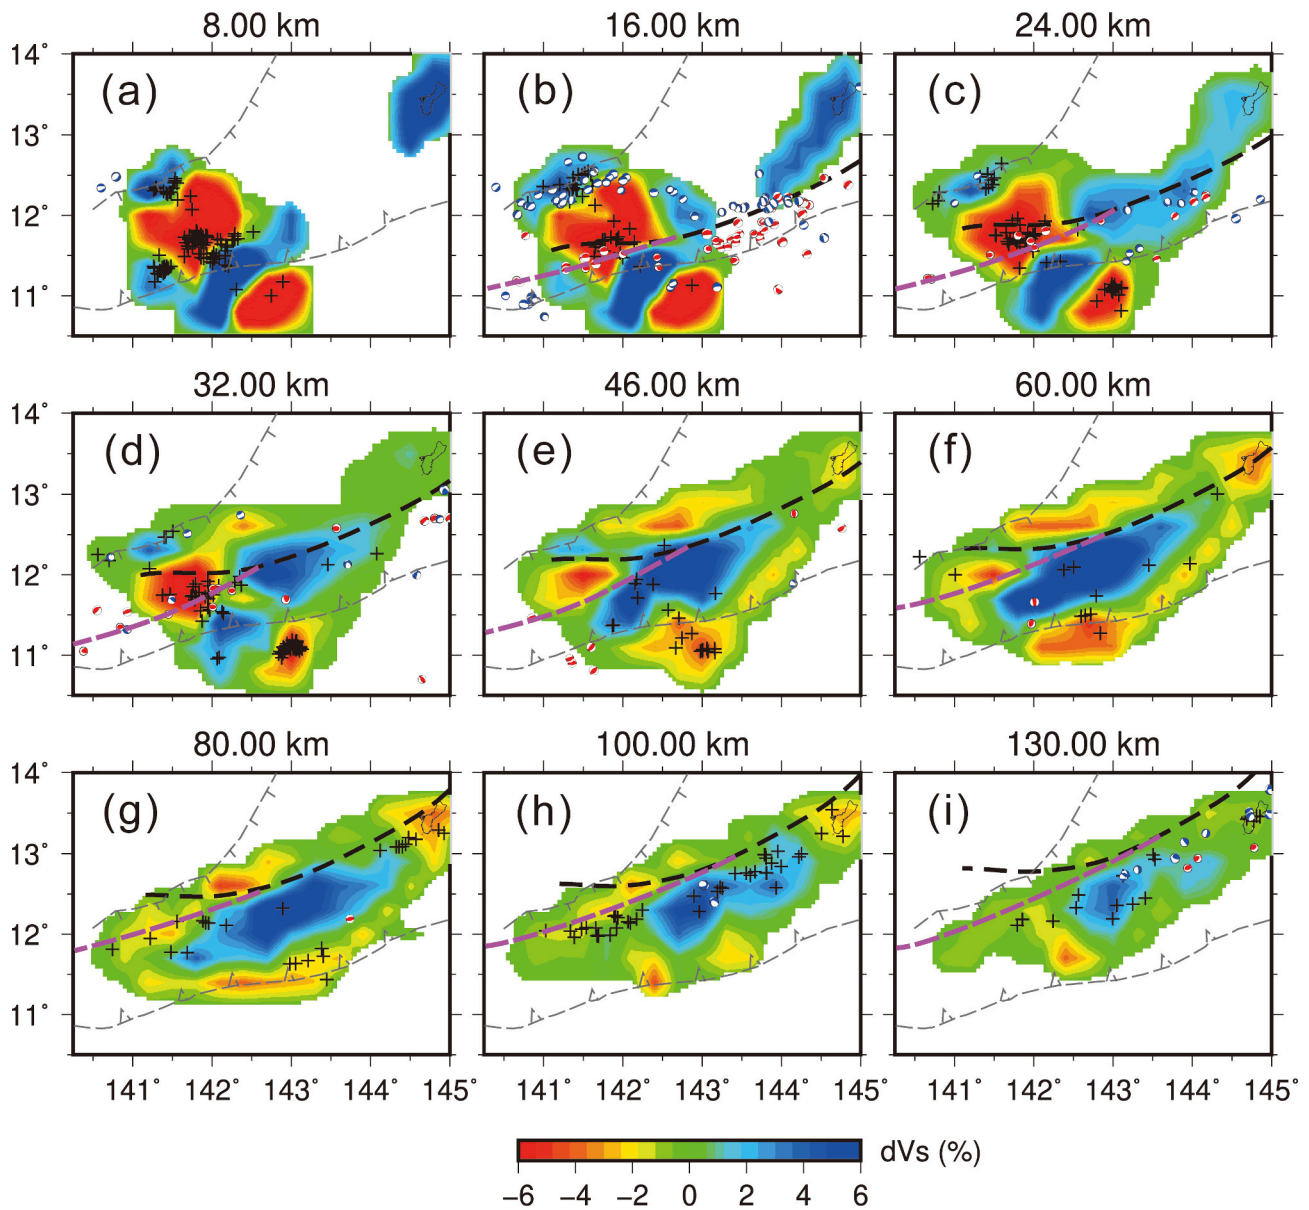 8.00 km 16.00 km 24.00 km
(a) (b) (c)
14° 13° 12° 11°
32.00 km 46.00 km 60.00 km
(d) (e) (f)
14° 13° 12° 11°
80.00 km 100.00 km 130.00 km
(g) (h) (i)
14° 13° 12° 11°
141° 142° 143° 144° 145° 141° 142° 143° 144° 145° 141° 142° 143° 144° 145°
dVs (%)
−6 −4 −2 0 2 4 6